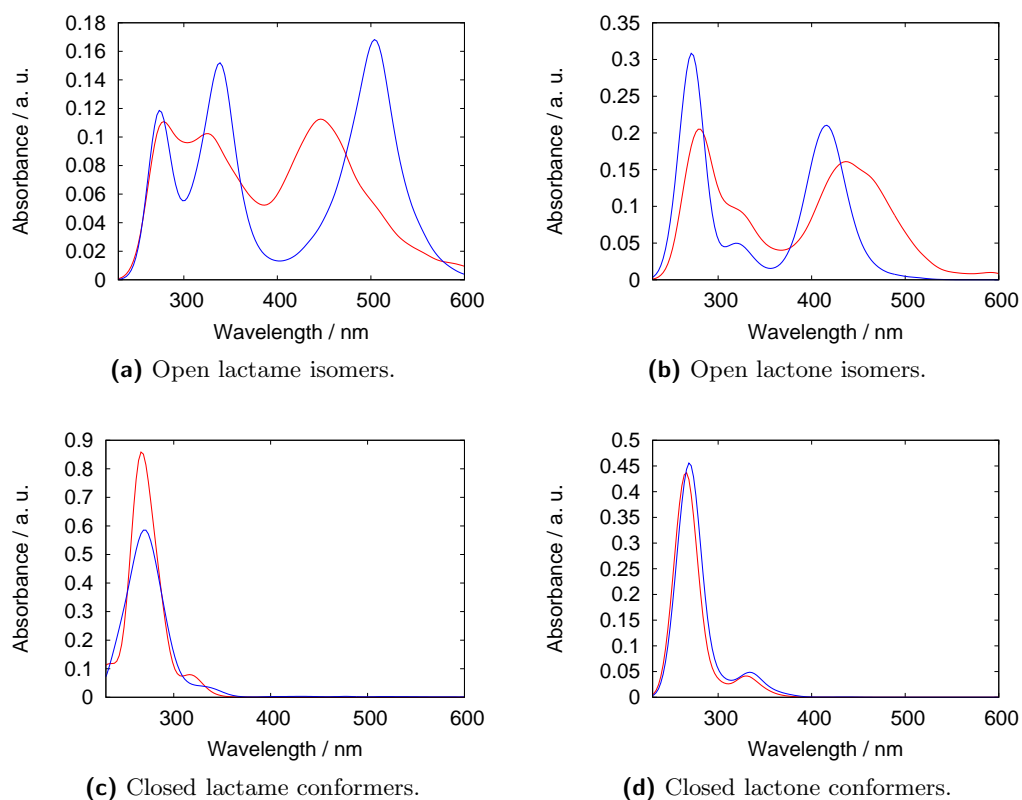 0.18
0.16
0.14
0.12
0.1
0.08
0.06
0.04
0.02
0
Absorbance / a. u.
300 400 500 600
Wavelength / nm
(a) Open lactame isomers.
0.35
0.3
0.25
0.2
0.15
0.1
0.05
0
Absorbance / a. u.
300 400 500 600
Wavelength / nm
(b) Open lactone isomers.
0.9
0.8
0.7
0.6
0.5
0.4
0.3
0.2
0.1
0
Absorbance / a. u.
300 400 500 600
Wavelength / nm
(c) Closed lactame conformers.
0.5
0.45
0.4
0.35
0.3
0.25
0.2
0.15
0.1
0.05
0
Absorbance / a. u.
300 400 500 600
Wavelength / nm
(d) Closed lactone conformers.